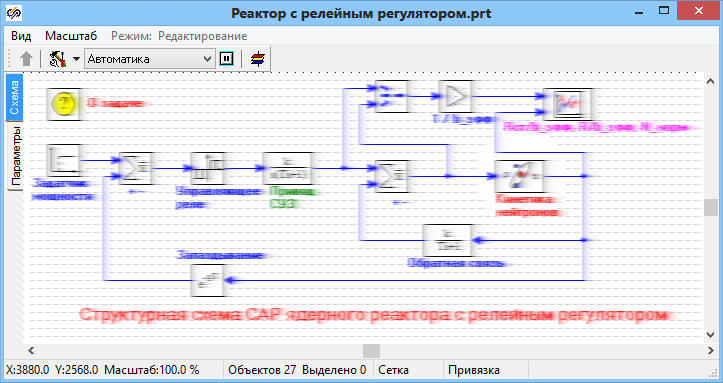 Реактор с релейным регулятором.prt
Вид Масштаб Режим: Редактирование
Автоматика
Схема
Параметры
О задаче
1 / b_эфф
Задатчик
мощности
Управляющее
реле
Привод
СУЗ
Кинетика
нейтронов
Обратная связь
Запаздывание
Структурная схема САР ядерного реактора с релейным регулятором
X:3880.0 Y:2568.0 Масштаб:100.0 % Объектов 27 Выделено 0 Сетка Привязка